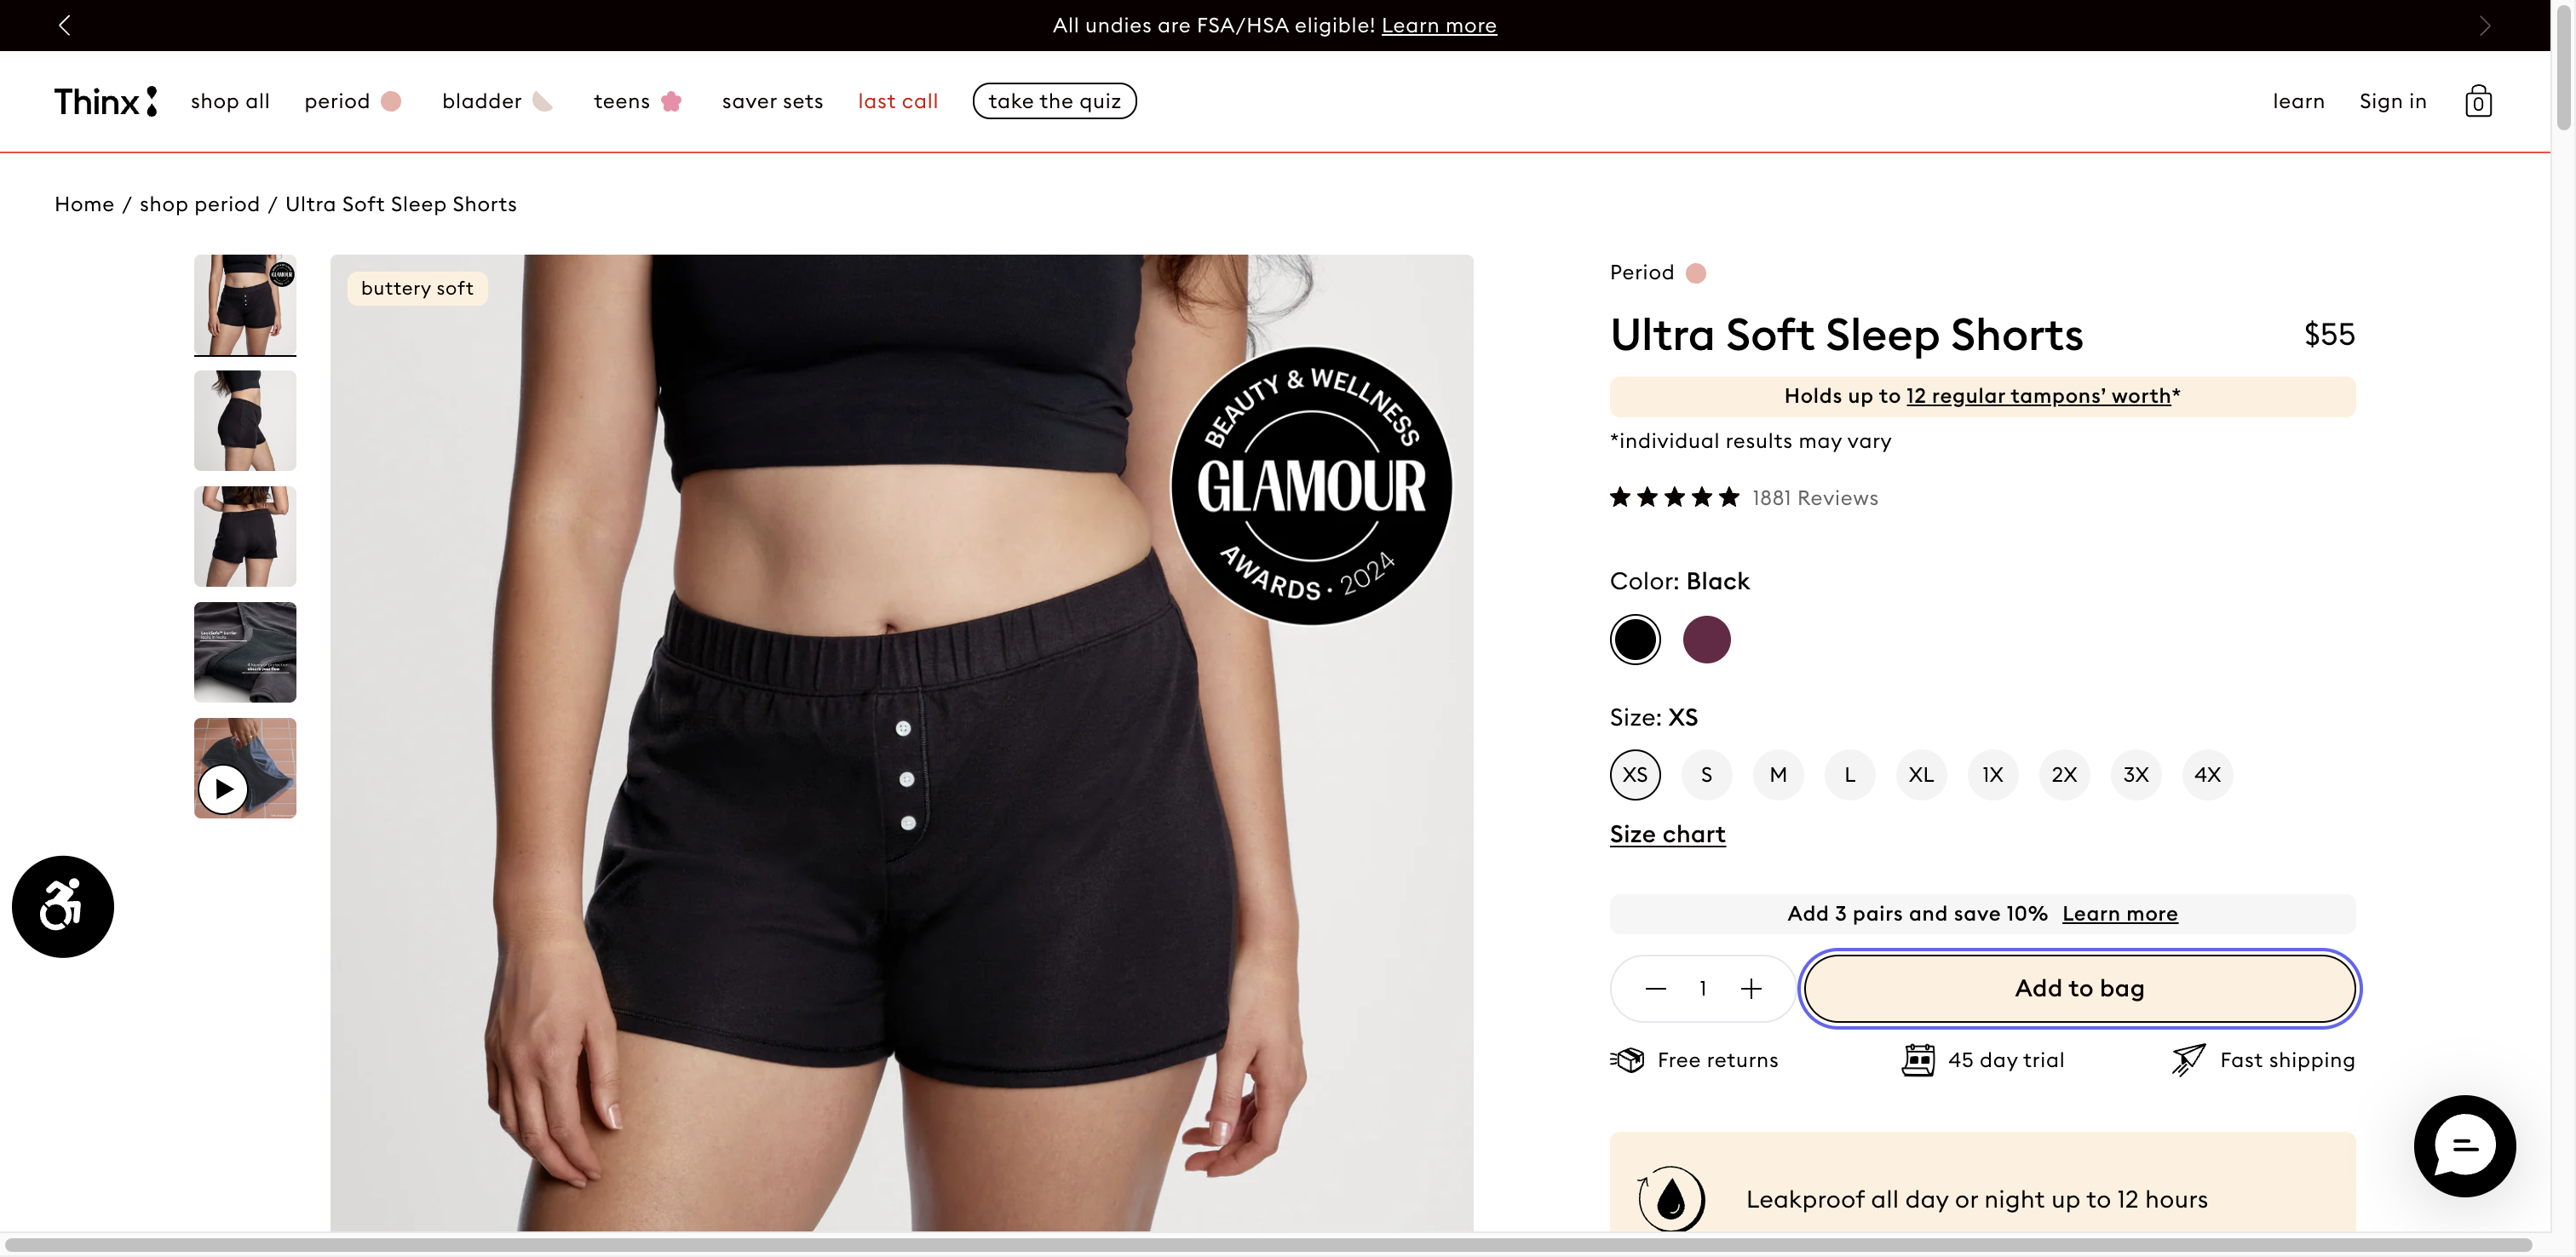 All undies are FSA/HSA eligible! Learn more
Thinx
shop all
period
bladder
teens
saver sets
last call
take the quiz
learn
Sign in
0
Home / shop period / Ultra Soft Sleep Shorts
GLAMOUR
buttery soft
BEAUTY & WELLNESS
GLAMOUR
AWARDS · 2024
Period
Ultra Soft Sleep Shorts
$55
Holds up to 12 regular tampons’ worth*
*individual results may vary
1881 Reviews
Color: Black
Size: XS
XS S M L XL 1X 2X 3X 4X
Size chart
Add 3 pairs and save 10% Learn more
1
Add to bag
Free returns
45 day trial
Fast shipping
Leakproof all day or night up to 12 hours